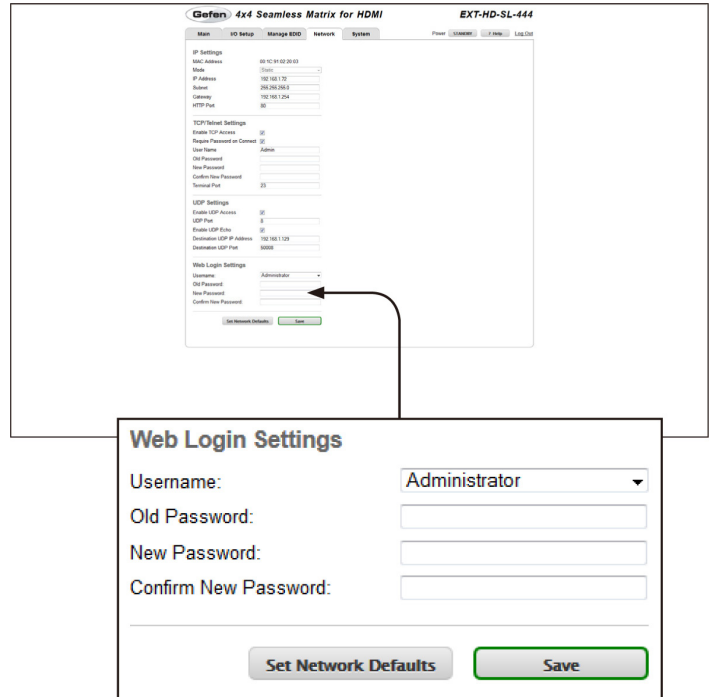 Gefen 4x4 Seamless Matrix for HDMI EXT-HD-SL-444
Main I/O Setup Manage EDID Network System Power STANDBY ? Help Log Out
IP Settings
MAC Address 00:1C:91:02:20:03
Mode Static
IP Address 192.168.1.72
Subnet 255.255.255.0
Gateway 192.168.1.254
HTTP Port 80
TCP/Telnet Settings
Enable TCP Access
Require Password on Connect
User Name Admin
Old Password
New Password
Confirm New Password
Terminal Port 23
UDP Settings
Enable UDP Access
UDP Port 0
Enable UDP Echo
Destination UDP IP Address 192.168.1.129
Destination UDP Port 50008
Web Login Settings
Username: Administrator
Old Password:
New Password:
Confirm New Password:
Set Network Defaults Save
Web Login Settings
Username: Administrator
Old Password:
New Password:
Confirm New Password:
Set Network Defaults Save